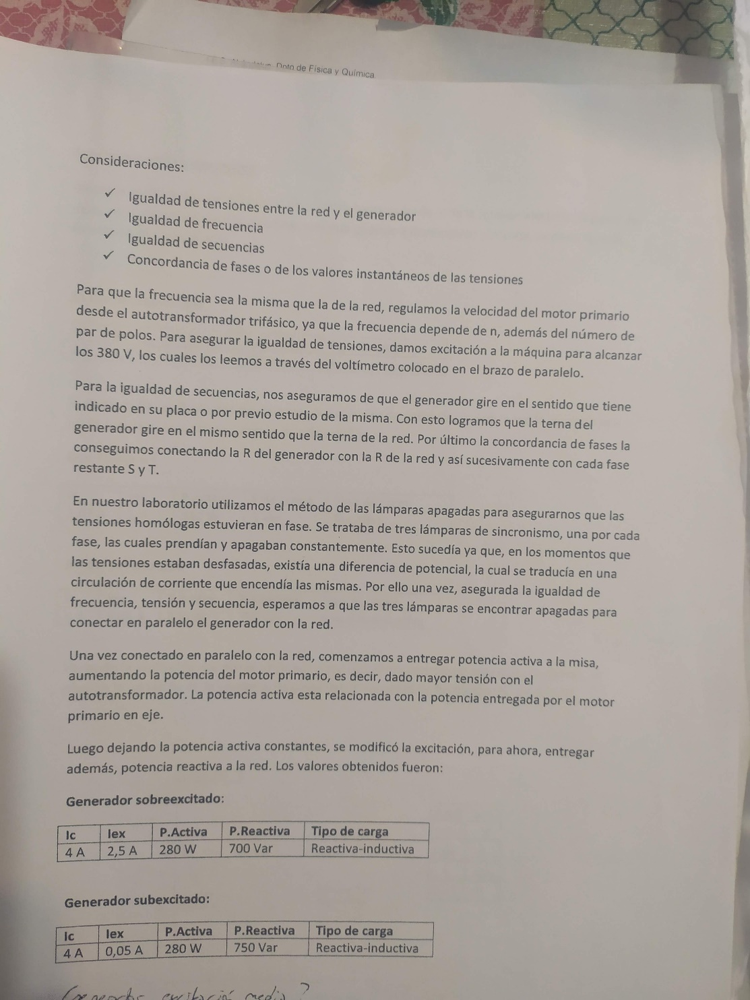 de Física y Química
Consideraciones:
✓ Igualdad de tensiones entre la red y el generador
✓ Igualdad de frecuencia
✓ Igualdad de secuencias
✓ Concordancia de fases o de los valores instantáneos de las tensiones
Para que la frecuencia sea la misma que la de la red, regulamos la velocidad del motor primario
desde el autotransformador trifásico, ya que la frecuencia depende de n, además del número de
par de polos. Para asegurar la igualdad de tensiones, damos excitación a la máquina para alcanzar
los 380 V, los cuales los leemos a través del voltímetro colocado en el brazo de paralelo.
Para la igualdad de secuencias, nos aseguramos de que el generador gire en el sentido que tiene
indicado en su placa o por previo estudio de la misma. Con esto logramos que la terna del
generador gire en el mismo sentido que la terna de la red. Por último la concordancia de fases la
conseguimos conectando la R del generador con la R de la red y así sucesivamente con cada fase
restante S y T.
En nuestro laboratorio utilizamos el método de las lámparas apagadas para asegurarnos que las
tensiones homólogas estuvieran en fase. Se trataba de tres lámparas de sincronismo, una por cada
fase, las cuales prendían y apagaban constantemente. Esto sucedía ya que, en los momentos que
las tensiones estaban desfasadas, existía una diferencia de potencial, la cual se traducía en una
circulación de corriente que encendía las mismas. Por ello una vez, asegurada la igualdad de
frecuencia, tensión y secuencia, esperamos a que las tres lámparas se encontrar apagadas para
conectar en paralelo el generador con la red.
Una vez conectado en paralelo con la red, comenzamos a entregar potencia activa a la misa,
aumentando la potencia del motor primario, es decir, dado mayor tensión con el
autotransformador. La potencia activa esta relacionada con la potencia entregada por el motor
primario en eje.
Luego dejando la potencia activa constantes, se modificó la excitación, para ahora, entregar
además, potencia reactiva a la red. Los valores obtenidos fueron:
Generador sobreexcitado:
Ic Iex P.Activa P.Reactiva Tipo de carga
4 A 2,5 A 280 W 700 Var Reactiva-inductiva
Generador subexcitado:
Ic Iex P.Activa P.Reactiva Tipo de carga
4 A 0,05 A 280 W 750 Var Reactiva-inductiva
Generador excitación media ?